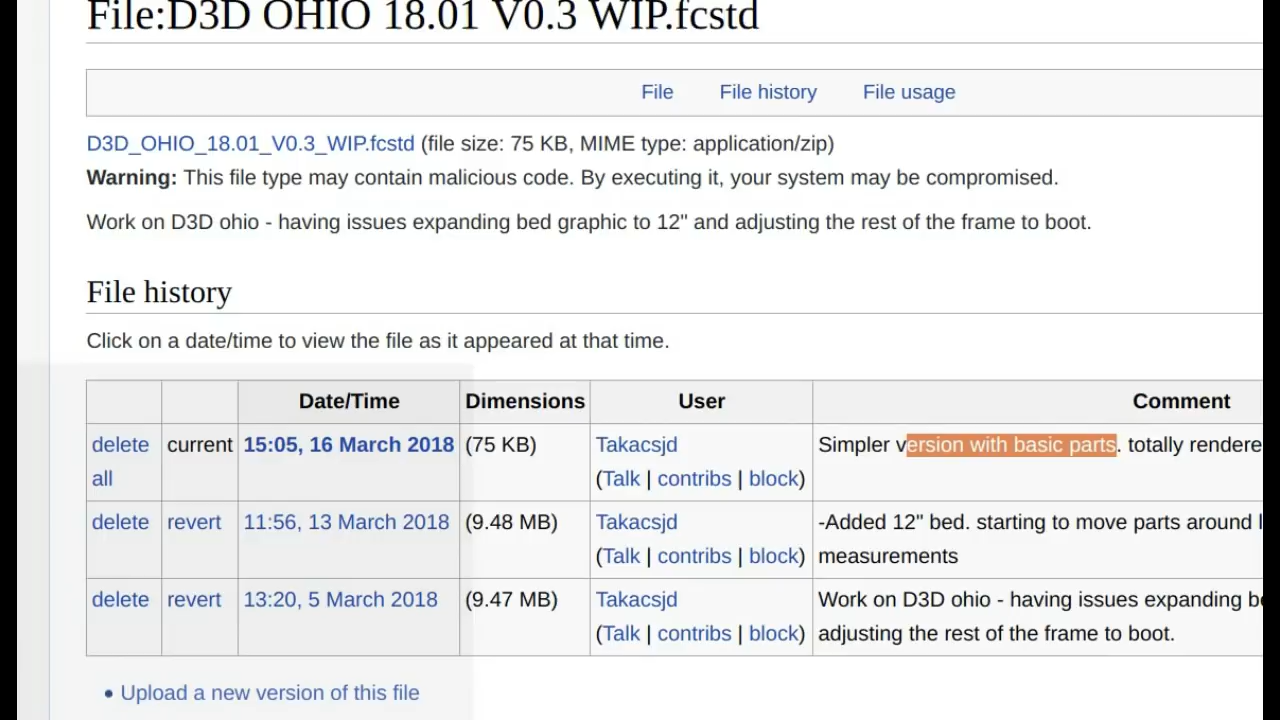 File:D3D OHIO 18.01 V0.3 WIP.fcstd
File File history File usage
D3D_OHIO_18.01_V0.3_WIP.fcstd (file size: 75 KB, MIME type: application/zip)
Warning: This file type may contain malicious code. By executing it, your system may be compromised.
Work on D3D ohio - having issues expanding bed graphic to 12" and adjusting the rest of the frame to boot.
File history
Click on a date/time to view the file as it appeared at that time.
Date/Time Dimensions User Comment
delete current 15:05, 16 March 2018 (75 KB) Takacsjd Simpler version with basic parts. totally rendere
all (Talk | contribs | block)
delete revert 11:56, 13 March 2018 (9.48 MB) Takacsjd -Added 12" bed. starting to move parts around
(Talk | contribs | block) measurements
delete revert 13:20, 5 March 2018 (9.47 MB) Takacsjd Work on D3D ohio - having issues expanding
(Talk | contribs | block) adjusting the rest of the frame to boot.
• Upload a new version of this file